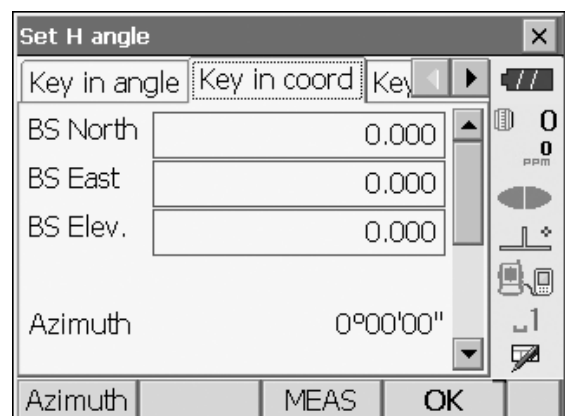 Set H angle
Key in angle Key in coord Key
BS North 0.000
BS East 0.000
BS Elev. 0.000
Azimuth 0°00'00"
0
0
PPM
1
Azimuth MEAS OK